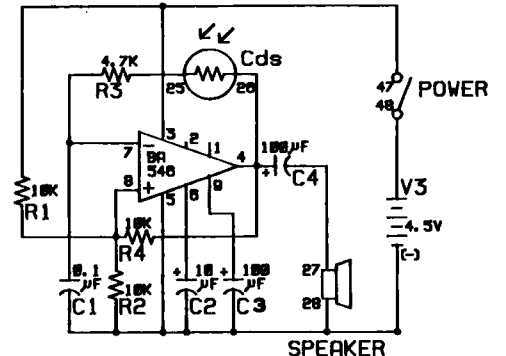 Cds
4.7K
R3
25
26
47
48
POWER
3
2
1
7
-
BA
546
4
8
+
5
6
9
100µF
+
C4
10K
R1
10K
R4
V3
4.5V
(-)
0.1
µF
C1
10K
R2
+ 10
µF
C2
+ 100
µF
C3
27
28
SPEAKER